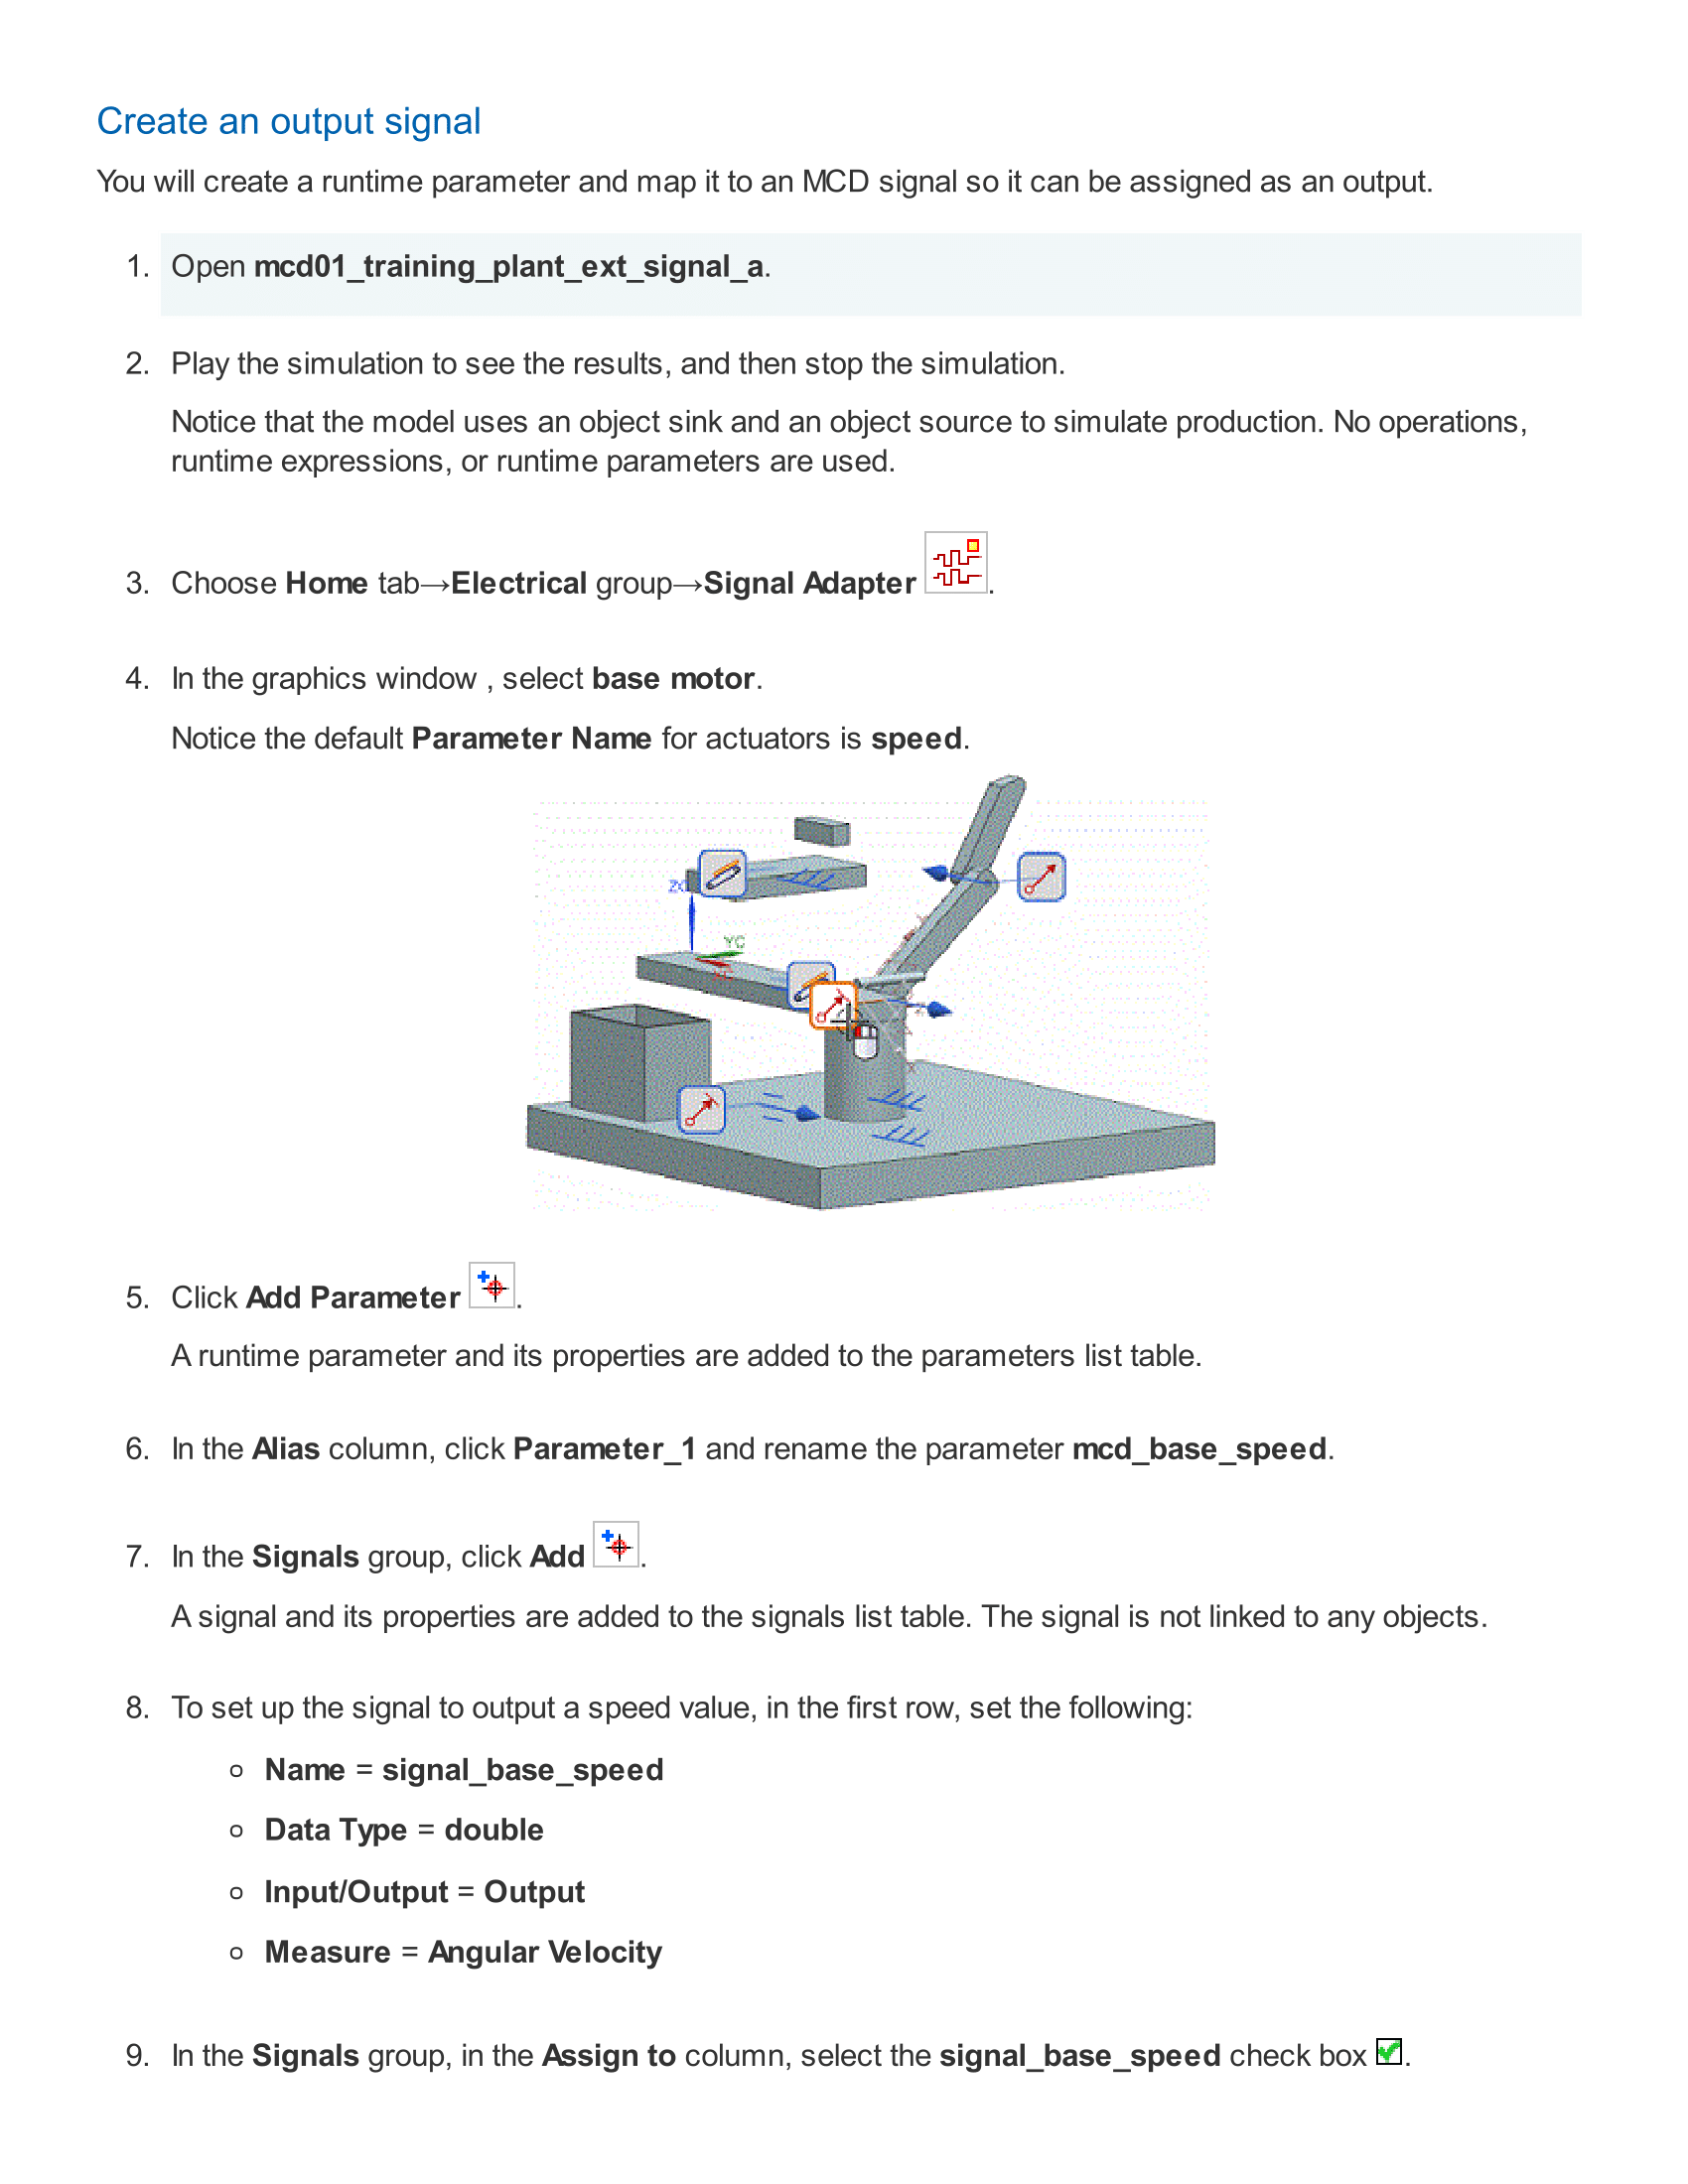 Create an output signal
You will create a runtime parameter and map it to an MCD signal so it can be assigned as an output.
1. Open mcd01_training_plant_ext_signal_a.
2. Play the simulation to see the results, and then stop the simulation.
Notice that the model uses an object sink and an object source to simulate production. No operations,
runtime expressions, or runtime parameters are used.
3. Choose Home tab→Electrical group→Signal Adapter .
4. In the graphics window , select base motor.
Notice the default Parameter Name for actuators is speed.
YC
5. Click Add Parameter .
A runtime parameter and its properties are added to the parameters list table.
6. In the Alias column, click Parameter_1 and rename the parameter mcd_base_speed.
7. In the Signals group, click Add .
A signal and its properties are added to the signals list table. The signal is not linked to any objects.
8. To set up the signal to output a speed value, in the first row, set the following:
○ Name = signal_base_speed
○ Data Type = double
○ Input/Output = Output
○ Measure = Angular Velocity
9. In the Signals group, in the Assign to column, select the signal_base_speed check box .